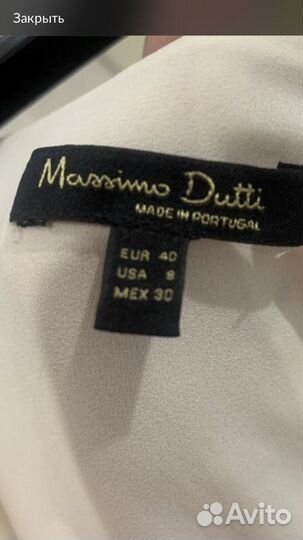 Закрыть
Massimo Dutti
MADE IN PORTUGAL
EUR 40
USA 8
MEX 30
Avito